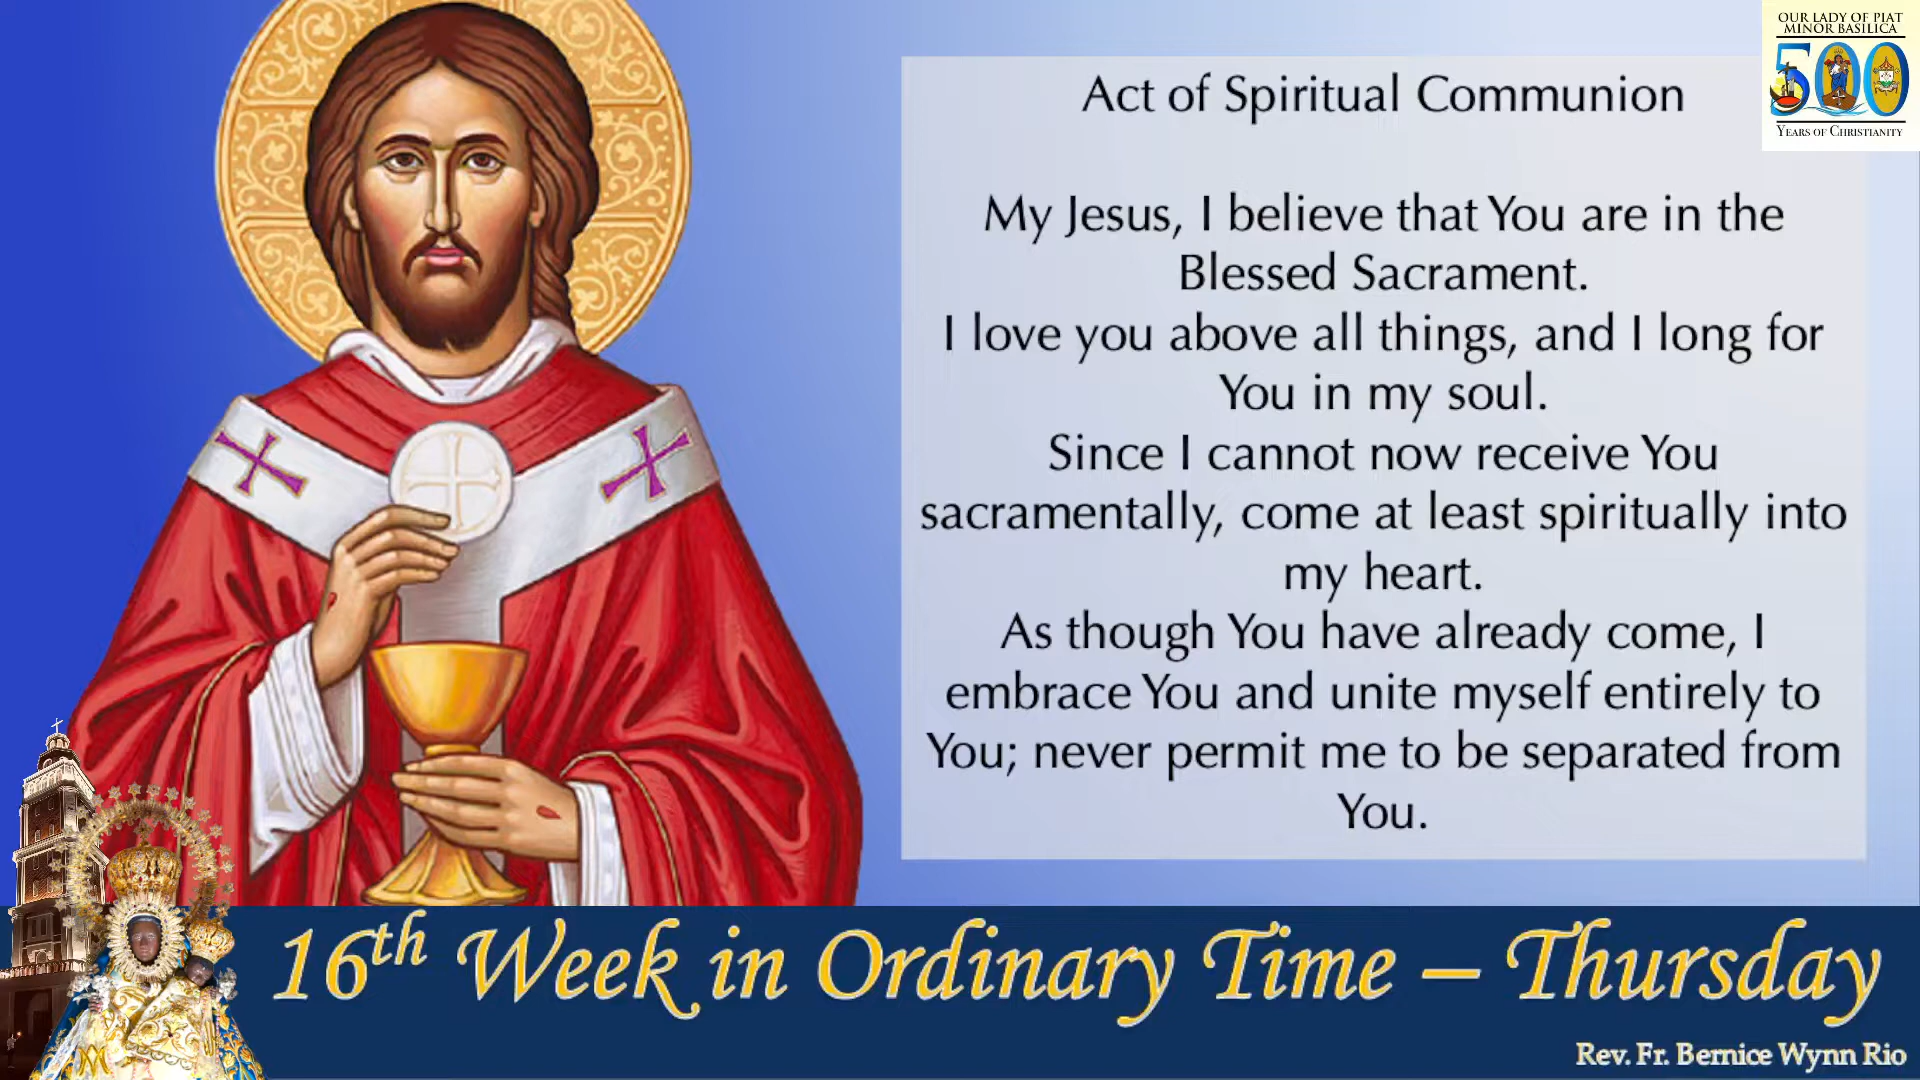 OUR LADY OF PIAT
MINOR BASILICA
500
YEARS OF CHRISTIANITY
Act of Spiritual Communion
My Jesus, I believe that You are in the
Blessed Sacrament.
I love you above all things, and I long for
You in my soul.
Since I cannot now receive You
sacramentally, come at least spiritually into
my heart.
As though You have already come, I
embrace You and unite myself entirely to
You; never permit me to be separated from
You.
16th Week in Ordinary Time – Thursday
Rev. Fr. Bernice Wynn Rio